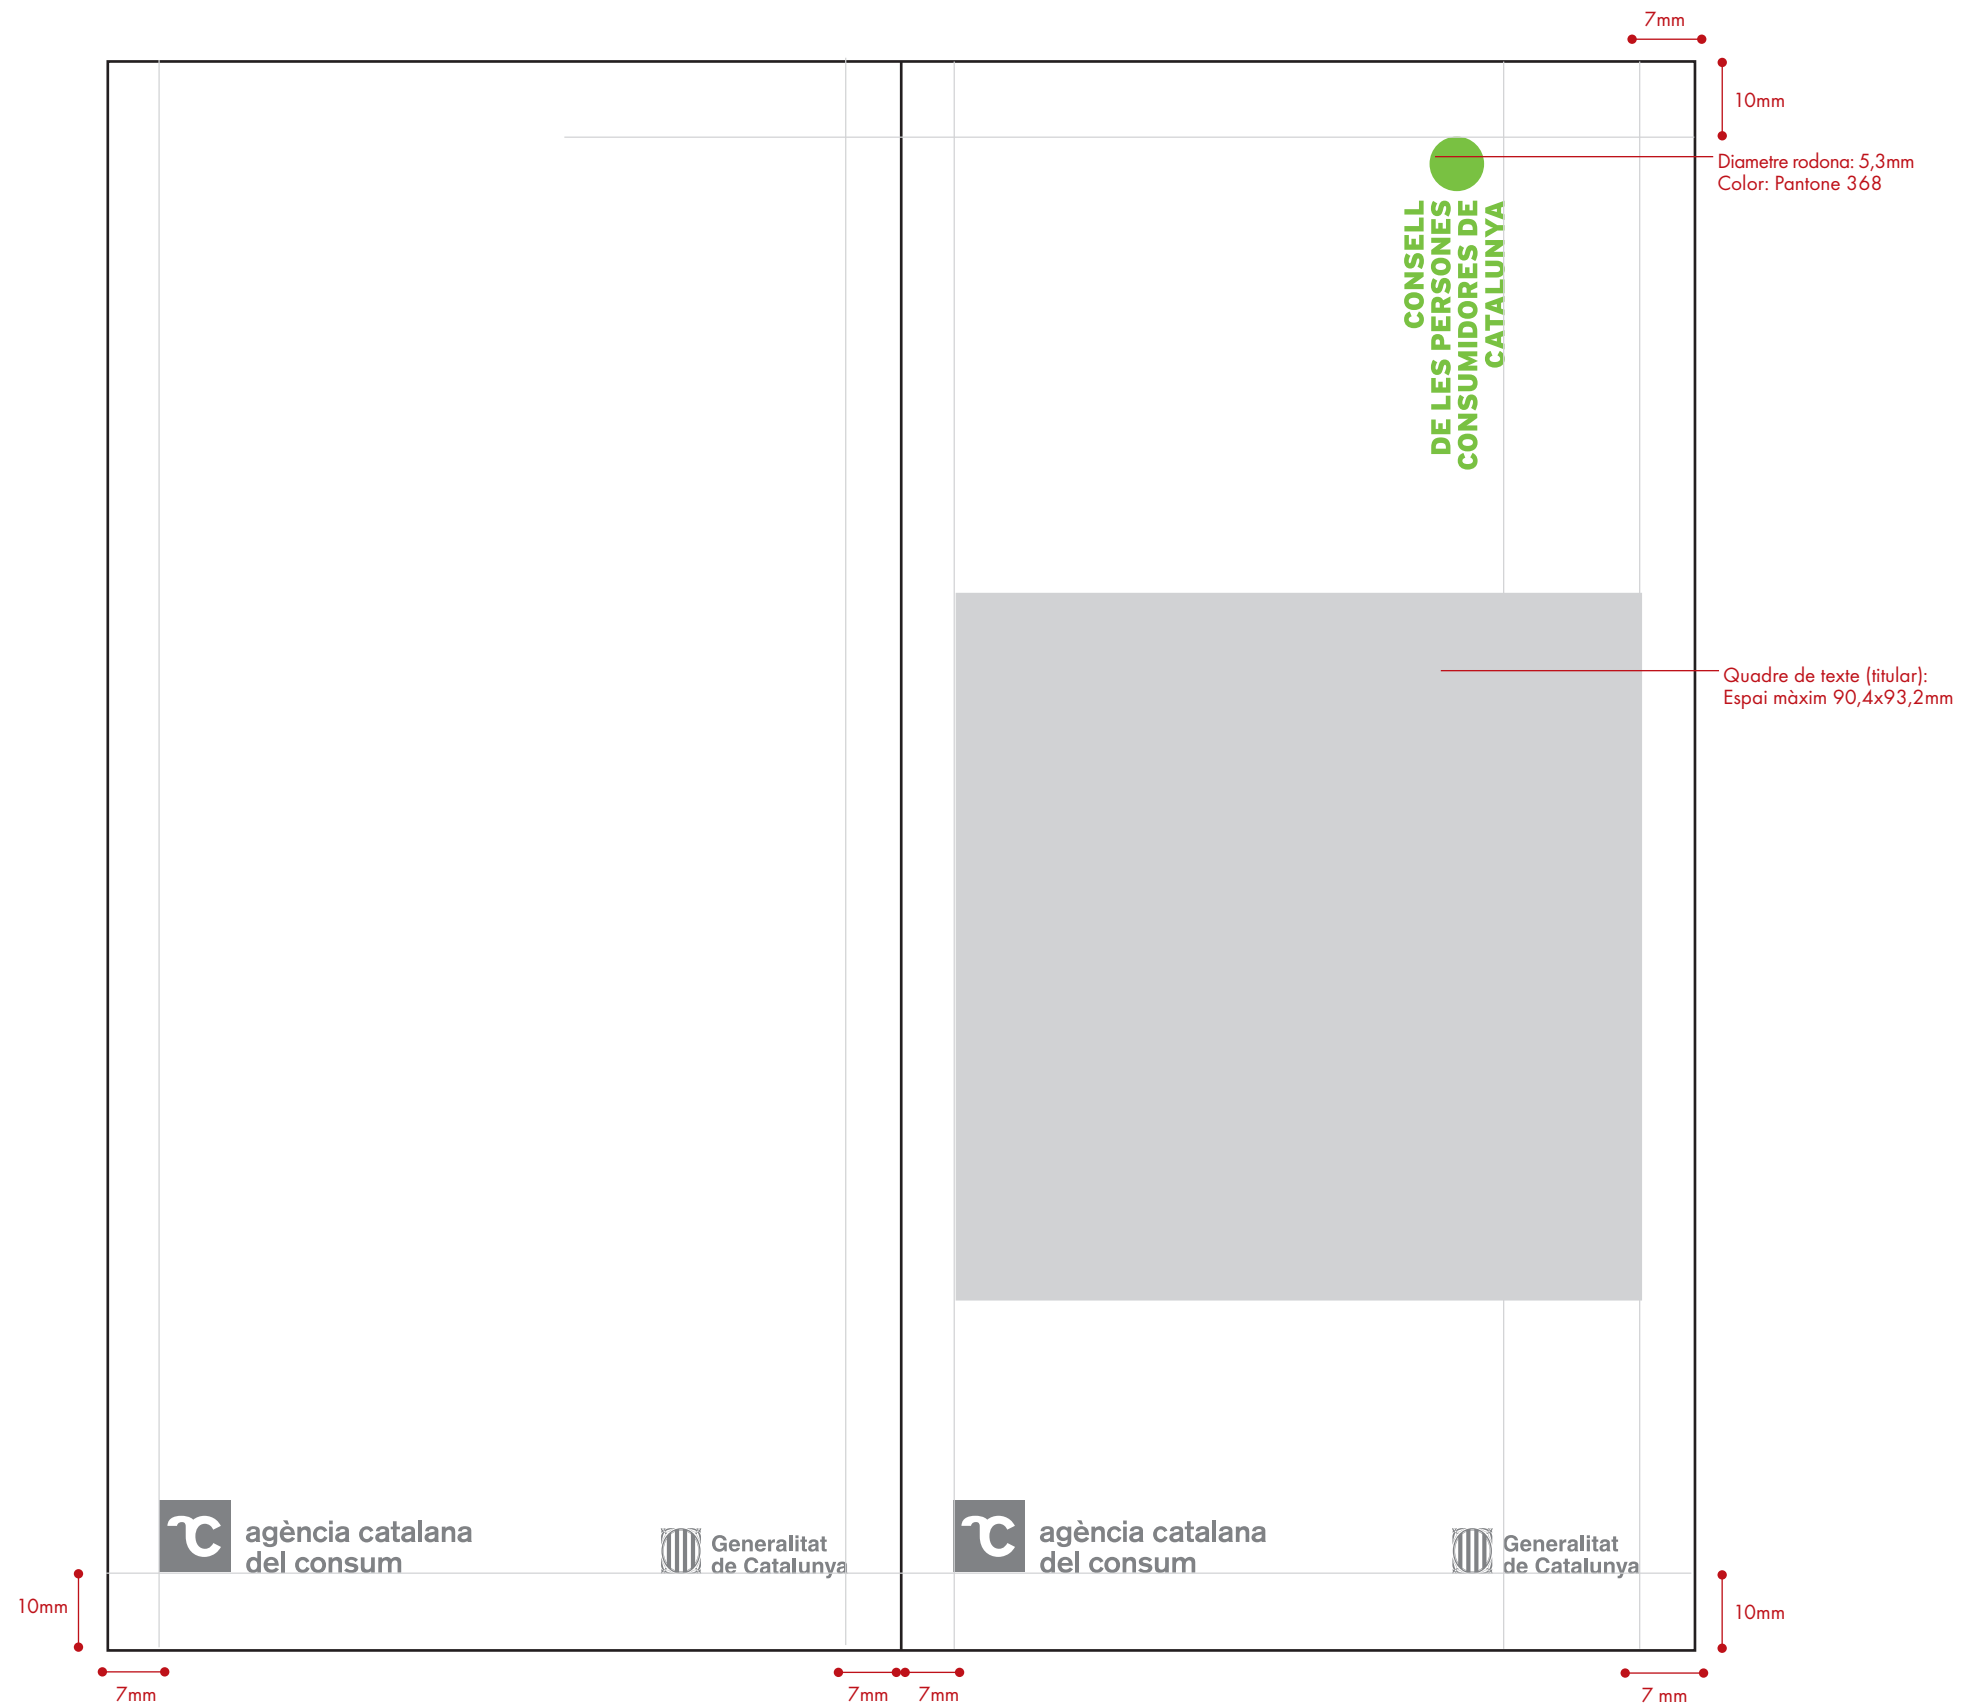 7mm
10mm
Diametre rodona: 5,3mm
Color: Pantone 368
CONSELL
DE LES PERSONES
CONSUMIDORES DE
CATALUNYA
Quadre de texte (titular):
Espai màxim 90,4x93,2mm
agència catalana
del consum
Generalitat
de Catalunya
agència catalana
del consum
Generalitat
de Catalunya
10mm
10mm
7mm
7mm
7mm
7 mm